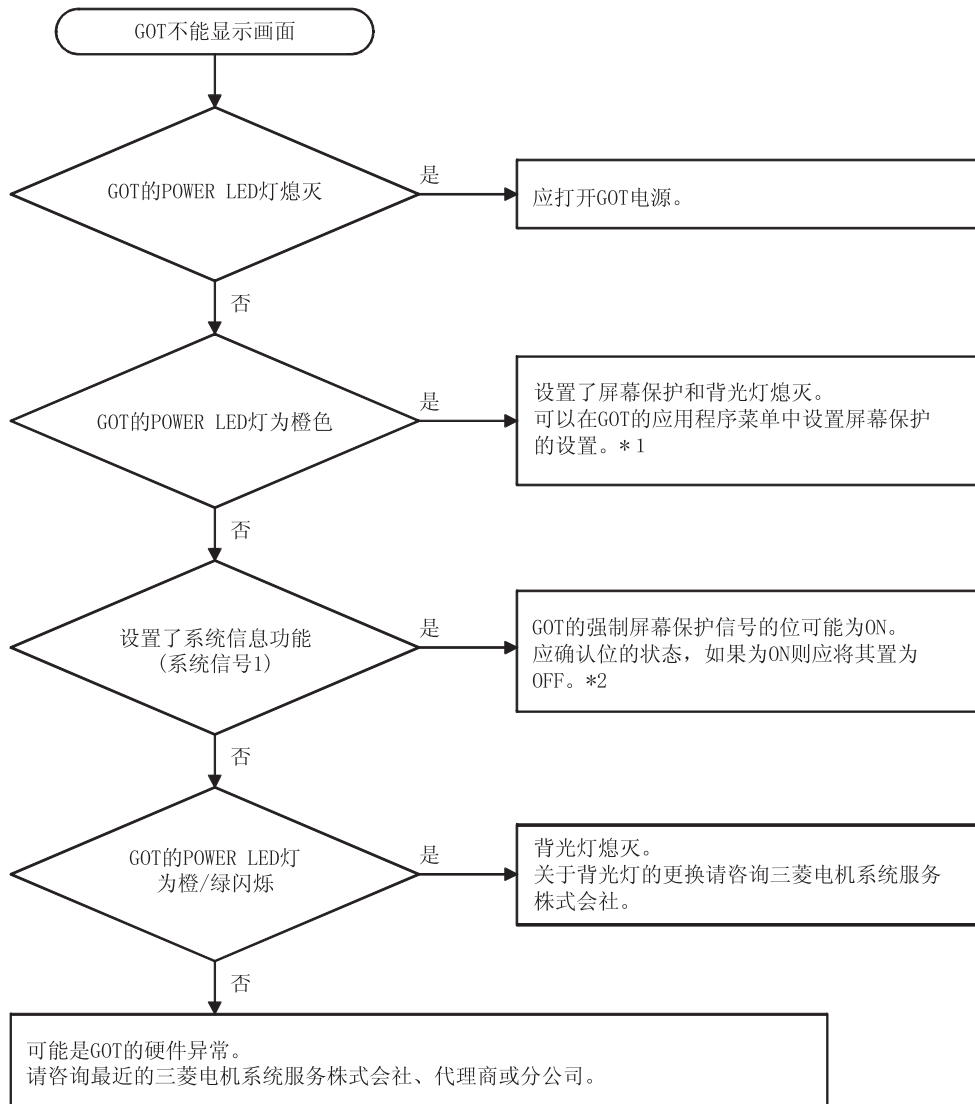 GOT不能显示画面
GOT的POWER LED灯熄灭
是
应打开GOT电源。
否
GOT的POWER LED灯为橙色
是
设置了屏幕保护和背光灯熄灭。
可以在GOT的应用程序菜单中设置屏幕保护
的设置。*1
否
设置了系统信息功能
(系统信号1)
是
GOT的强制屏幕保护信号的位可能为ON。
应确认位的状态，如果为ON则应将其置为
OFF。*2
否
GOT的POWER LED灯
为橙/绿闪烁
是
背光灯熄灭。
关于背光灯的更换请咨询三菱电机系统服务
株式会社。
否
可能是GOT的硬件异常。
请咨询最近的三菱电机系统服务株式会社、代理商或分公司。